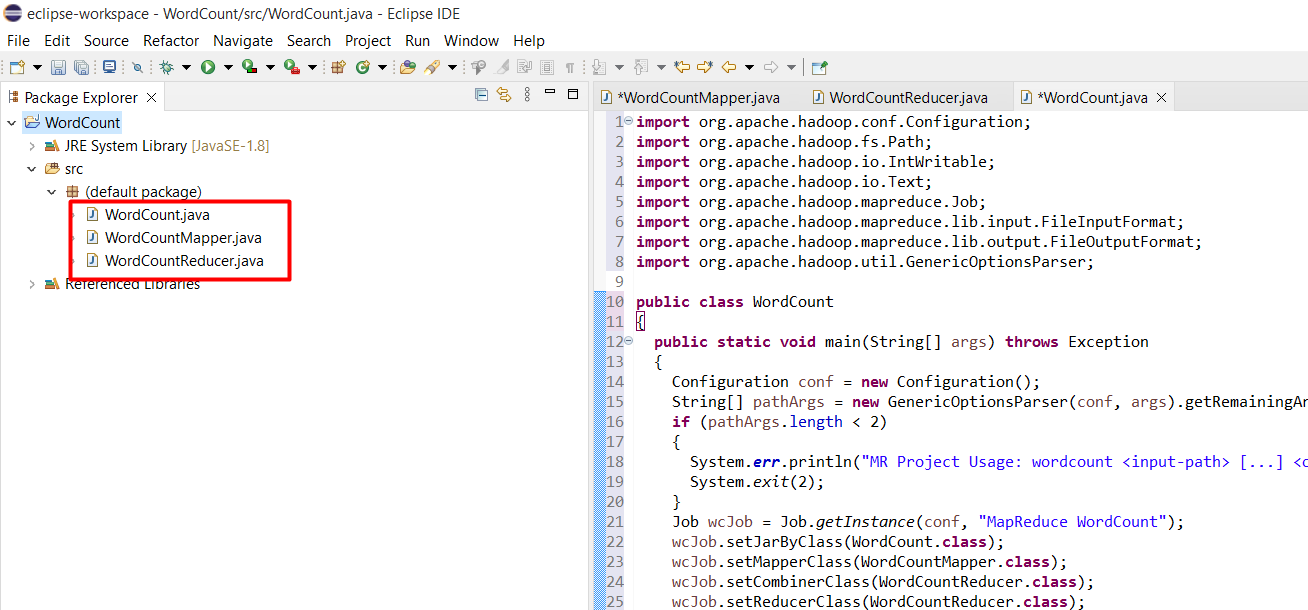 eclipse-workspace - WordCount/src/WordCount.java - Eclipse IDE
File Edit Source Refactor Navigate Search Project Run Window Help
Package Explorer
WordCount
JRE System Library [JavaSE-1.8]
src
(default package)
WordCount.java
WordCountMapper.java
WordCountReducer.java
Referenced Libraries
*WordCountMapper.java WordCountReducer.java *WordCount.java
1 import org.apache.hadoop.conf.Configuration;
2 import org.apache.hadoop.fs.Path;
3 import org.apache.hadoop.io.IntWritable;
4 import org.apache.hadoop.io.Text;
5 import org.apache.hadoop.mapreduce.Job;
6 import org.apache.hadoop.mapreduce.lib.input.FileInputFormat;
7 import org.apache.hadoop.mapreduce.lib.output.FileOutputFormat;
8 import org.apache.hadoop.util.GenericOptionsParser;
9
10 public class WordCount
11 {
12 public static void main(String[] args) throws Exception
13 {
14 Configuration conf = new Configuration();
15 String[] pathArgs = new GenericOptionsParser(conf, args).getRemainingAr
16 if (pathArgs.length < 2)
17 {
18 System.err.println("MR Project Usage: wordcount <input-path> [...] <o
19 System.exit(2);
20 }
21 Job wcJob = Job.getInstance(conf, "MapReduce WordCount");
22 wcJob.setJarByClass(WordCount.class);
23 wcJob.setMapperClass(WordCountMapper.class);
24 wcJob.setCombinerClass(WordCountReducer.class);
25 wcJob.setReducerClass(WordCountReducer.class);